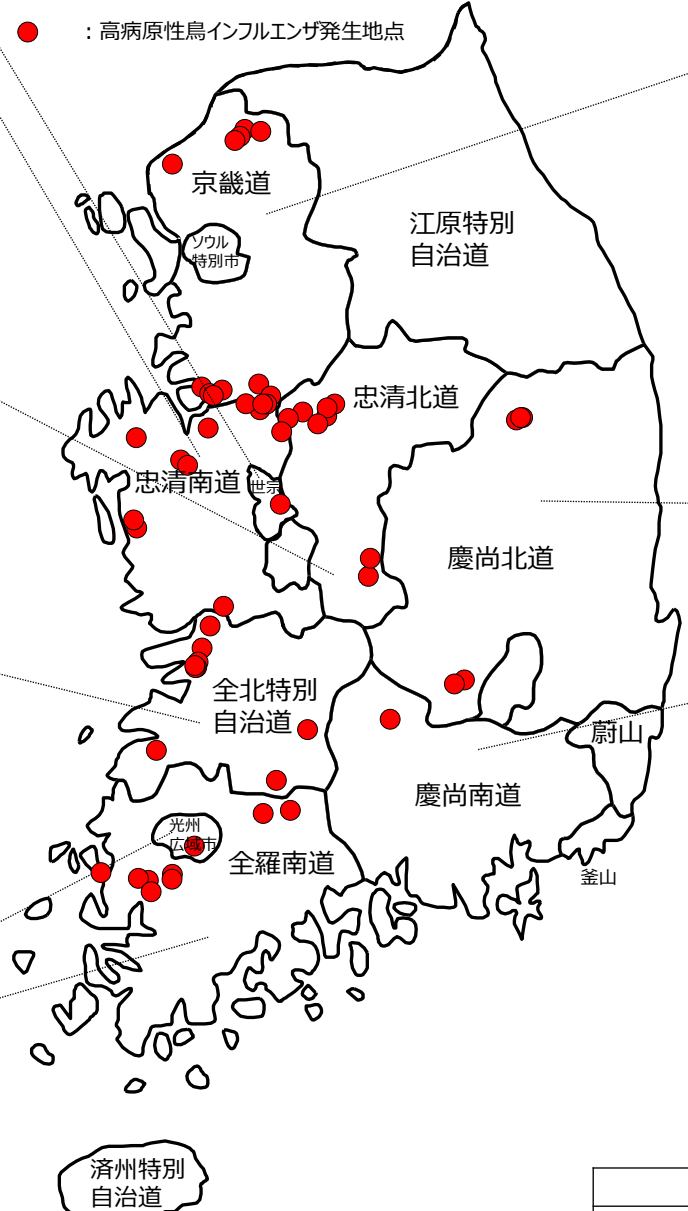 ：高病原性鳥インフルエンザ発生地点
京畿道
江原特別
自治道
ソウル
特別市
忠清北道
忠清南道
世宗
慶尚北道
全北特別
自治道
蔚山
慶尚南道
光州
広域市
全羅南道
釜山
済州特別
自治道